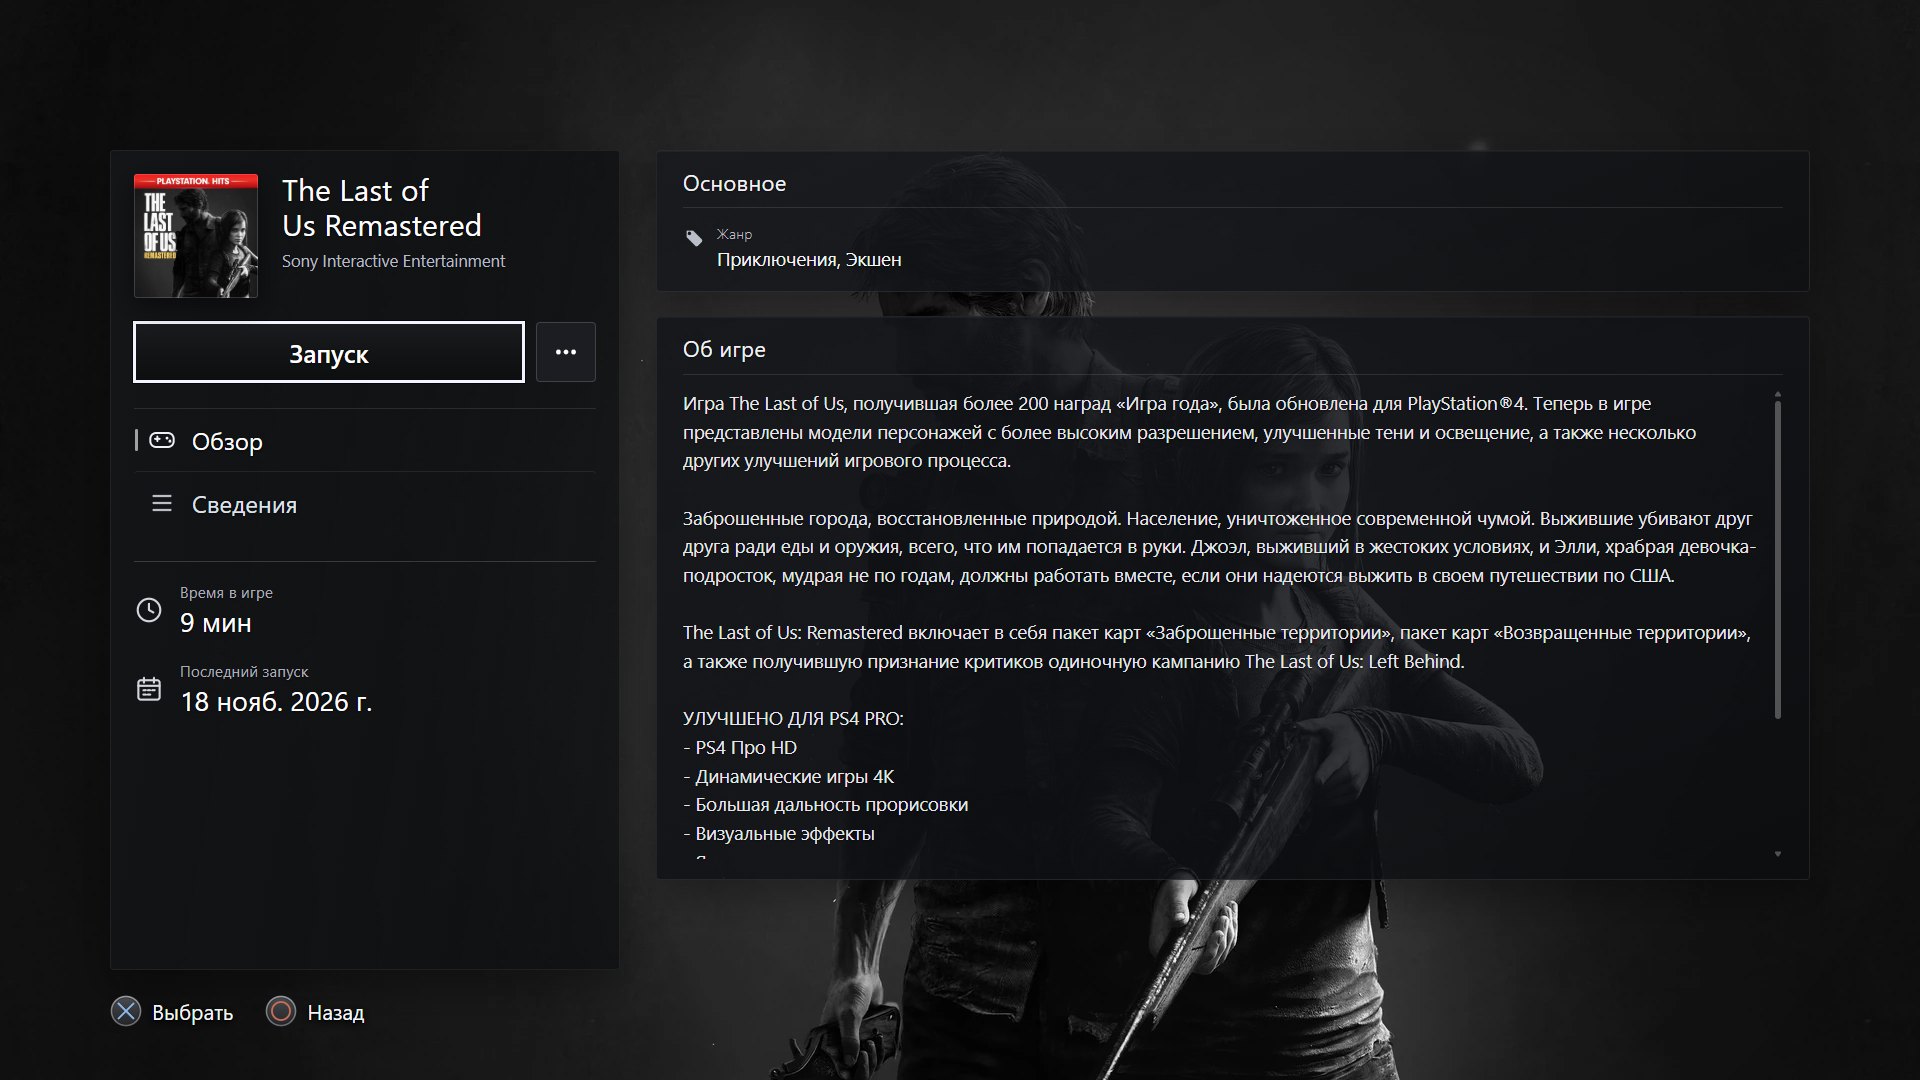 PLAYSTATION HITS
THE
LAST
OF US
REMASTERED
The Last of
Us Remastered
Sony Interactive Entertainment
Запуск
Обзор
Сведения
Время в игре
9 мин
Последний запуск
18 нояб. 2026 г.
Выбрать
Назад
Основное
Жанр
Приключения, Экшен
Об игре
Игра The Last of Us, получившая более 200 наград «Игра года», была обновлена для PlayStation®4. Теперь в игре
представлены модели персонажей с более высоким разрешением, улучшенные тени и освещение, а также несколько
других улучшений игрового процесса.
Заброшенные города, восстановленные природой. Население, уничтоженное современной чумой. Выжившие убивают друг
друга ради еды и оружия, всего, что им попадается в руки. Джоэл, выживший в жестоких условиях, и Элли, храбрая девочка-
подросток, мудрая не по годам, должны работать вместе, если они надеются выжить в своем путешествии по США.
The Last of Us: Remastered включает в себя пакет карт «Заброшенные территории», пакет карт «Возвращенные территории»,
а также получившую признание критиков одиночную кампанию The Last of Us: Left Behind.
УЛУЧШЕНО ДЛЯ PS4 PRO:
- PS4 Про HD
- Динамические игры 4K
- Большая дальность прорисовки
- Визуальные эффекты